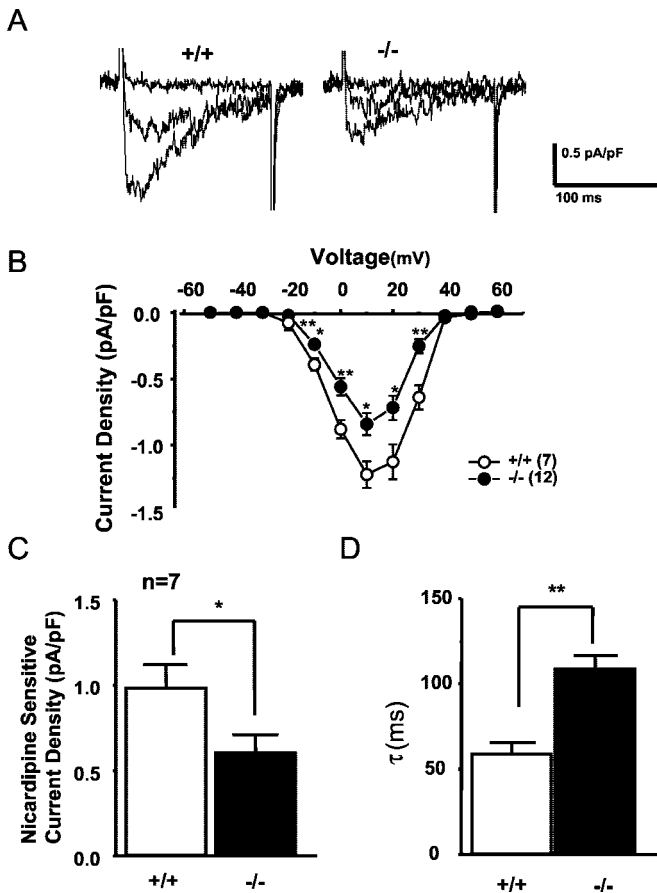 A
+/+
-/-
0.5 pA/pF
100 ms
B
Voltage(mV)
-60 -40 -20 0 20 40 60
0.0
-0.5
-1.0
-1.5
Current Density (pA/pF)
** *
**
*
*
**
+/+ (7)
-/- (12)
C
n=7
Nicardipine Sensitive
Current Density (pA/pF)
1.5
1.0
0.5
0.0
*
+/+ -/-
D
τ (ms)
150
100
50
0
**
+/+ -/-